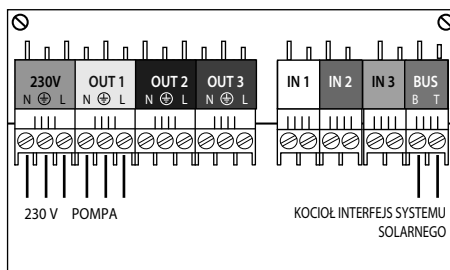 230V OUT 1 OUT 2 OUT 3 IN 1 IN 2 IN 3 BUS
N L N L N L N L B T
230 V POMPA KOCIOŁ INTERFEJS SYSTEMU
SOLARNEGO